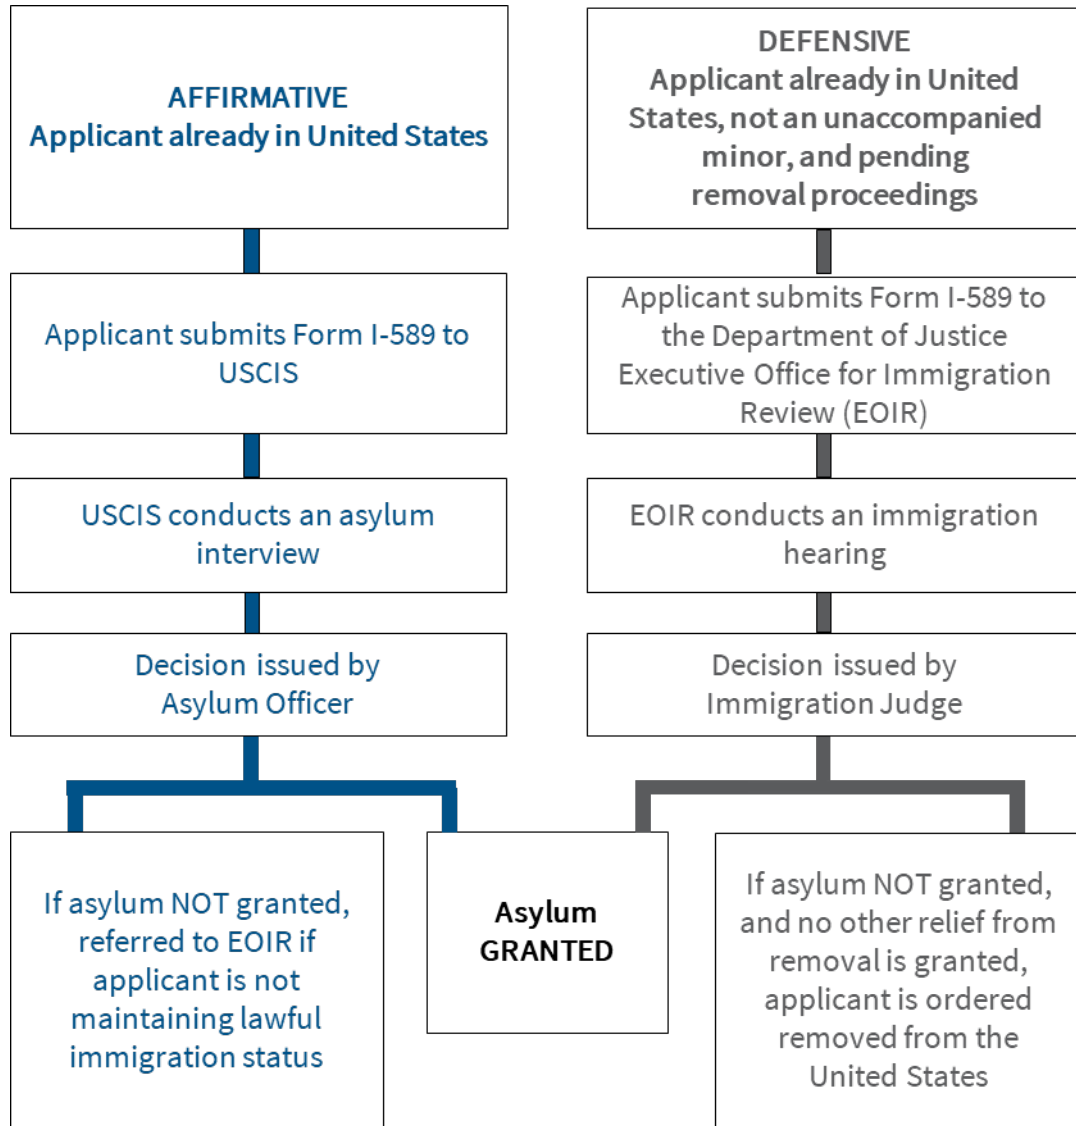 AFFIRMATIVE
Applicant already in United States
Applicant submits Form I-589 to
USCIS
USCIS conducts an asylum
interview
Decision issued by
Asylum Officer
If asylum NOT granted,
referred to EOIR if
applicant is not
maintaining lawful
immigration status
Asylum
GRANTED
DEFENSIVE
Applicant already in United
States, not an unaccompanied
minor, and pending
removal proceedings
Applicant submits Form I-589 to
the Department of Justice
Executive Office for Immigration
Review (EOIR)
EOIR conducts an immigration
hearing
Decision issued by
Immigration Judge
If asylum NOT granted,
and no other relief from
removal is granted,
applicant is ordered
removed from the
United States